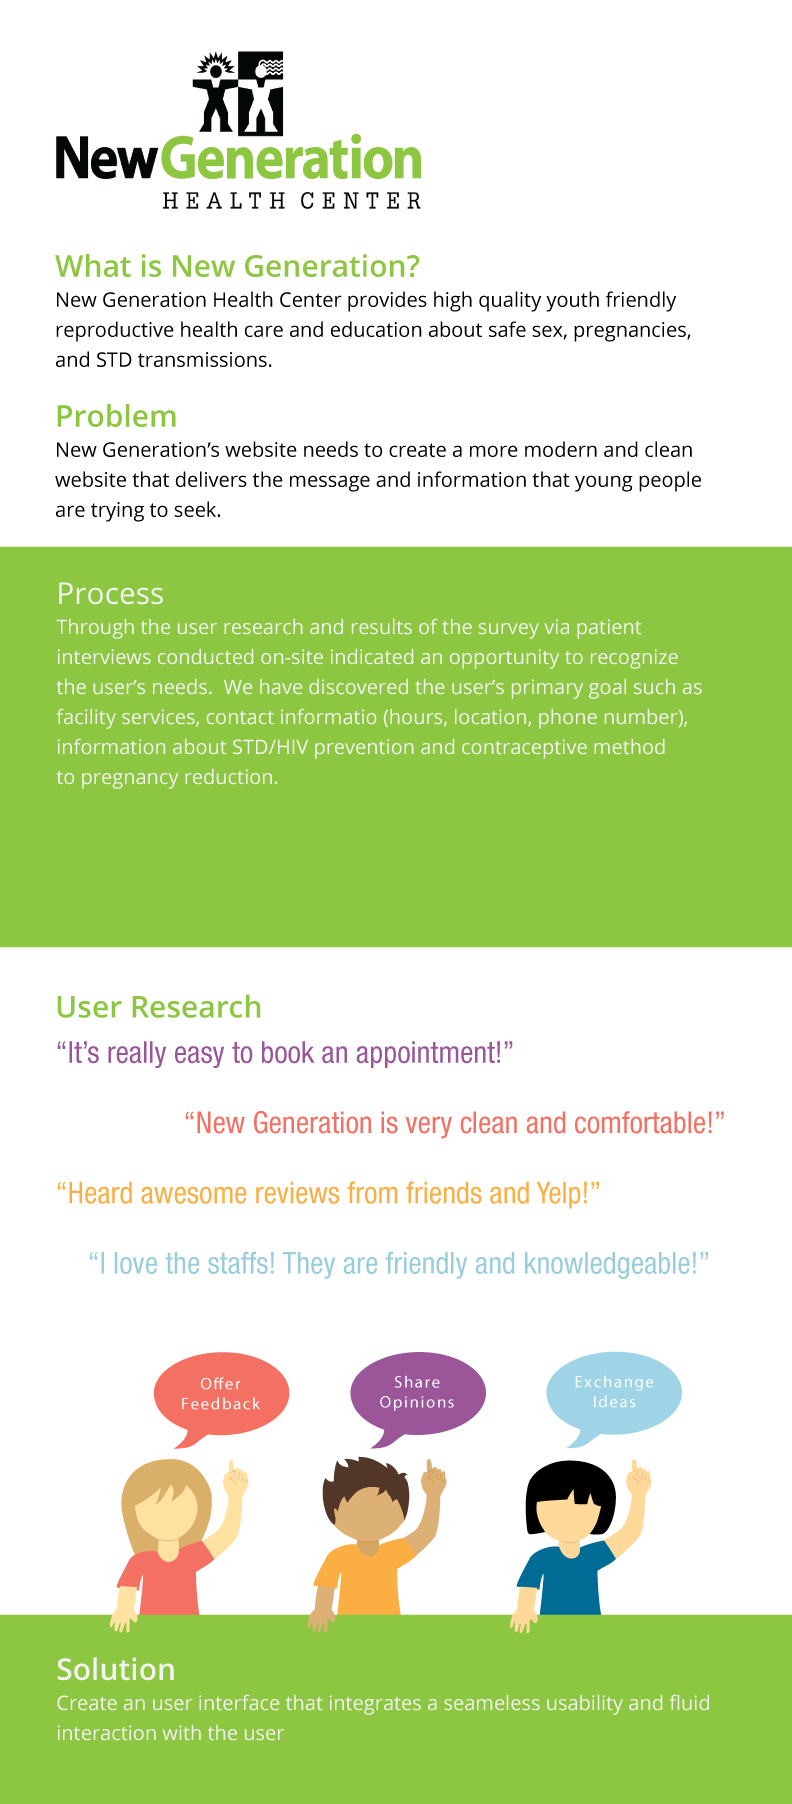 NewGeneration
HEALTH CENTER
What is New Generation?
New Generation Health Center provides high quality youth friendly
reproductive health care and education about safe sex, pregnancies,
and STD transmissions.
Problem
New Generation’s website needs to create a more modern and clean
website that delivers the message and information that young people
are trying to seek.
Process
Through the user research and results of the survey via patient
interviews conducted on-site indicated an opportunity to recognize
the user’s needs.  We have discovered the user’s primary goal such as
facility services, contact informatio (hours, location, phone number),
information about STD/HIV prevention and contraceptive method
to pregnancy reduction.
User Research
“It’s really easy to book an appointment!”
“New Generation is very clean and comfortable!”
“Heard awesome reviews from friends and Yelp!”
“I love the staffs! They are friendly and knowledgeable!”
Offer
Feedback
Share
Opinions
Exchange
Ideas
Solution
Create an user interface that integrates a seameless usability and fluid
interaction with the user